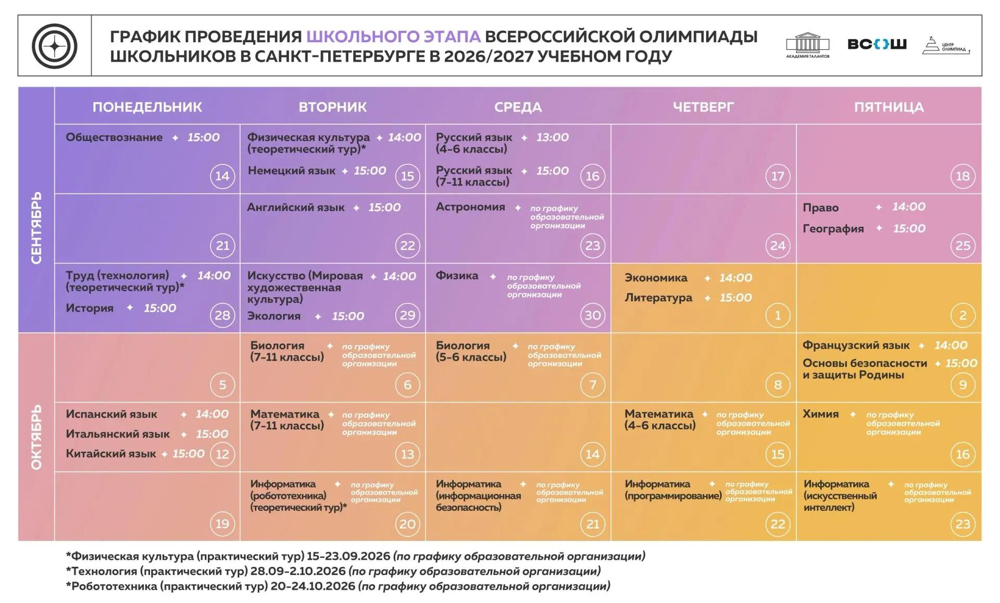 ГРАФИК ПРОВЕДЕНИЯ ШКОЛЬНОГО ЭТАПА ВСЕРОССИЙСКОЙ ОЛИМПИАДЫ
ШКОЛЬНИКОВ В САНКТ-ПЕТЕРБУРГЕ В 2026/2027 УЧЕБНОМ ГОДУ
АКАДЕМИЯ ТАЛАНТОВ
ВС{}Ш
ЦЕНТР
ОЛИМПИАД
ПОНЕДЕЛЬНИК
ВТОРНИК
СРЕДА
ЧЕТВЕРГ
ПЯТНИЦА
СЕНТЯБРЬ
Обществознание 15:00
14
Физическая культура 14:00
(теоретический тур)*
Немецкий язык 15:00
15
Русский язык 13:00
(4-6 классы)
Русский язык 15:00
(7-11 классы)
16
17
18
21
Английский язык 15:00
22
Астрономия по графику
образовательной
организации
23
24
Право 14:00
География 15:00
25
Труд (технология) 14:00
(теоретический тур)*
История 15:00
28
Искусство (Мировая 14:00
художественная
культура)
Экология 15:00
29
Физика по графику
образовательной
организации
30
Экономика 14:00
Литература 15:00
1
2
ОКТЯБРЬ
5
Биология по графику
(7-11 классы) образовательной
организации
6
Биология по графику
(5-6 классы) образовательной
организации
7
8
Французский язык 14:00
Основы безопасности 15:00
и защиты Родины
9
Испанский язык 14:00
Итальянский язык 15:00
Китайский язык 15:00
12
Математика по графику
(7-11 классы) образовательной
организации
13
14
Математика по графику
(4-6 классы) образовательной
организации
15
Химия по графику
образовательной
организации
16
19
Информатика по графику
(робототехника) образовательной
(теоретический тур)* организации
20
Информатика по графику
(информационная образовательной
безопасность) организации
21
Информатика по графику
(программирование) образовательной
организации
22
Информатика по графику
(искусственный образовательной
интеллект) организации
23
*Физическая культура (практический тур) 15-23.09.2026 (по графику образовательной организации)
*Технология (практический тур) 28.09-2.10.2026 (по графику образовательной организации)
*Робототехника (практический тур) 20-24.10.2026 (по графику образовательной организации)